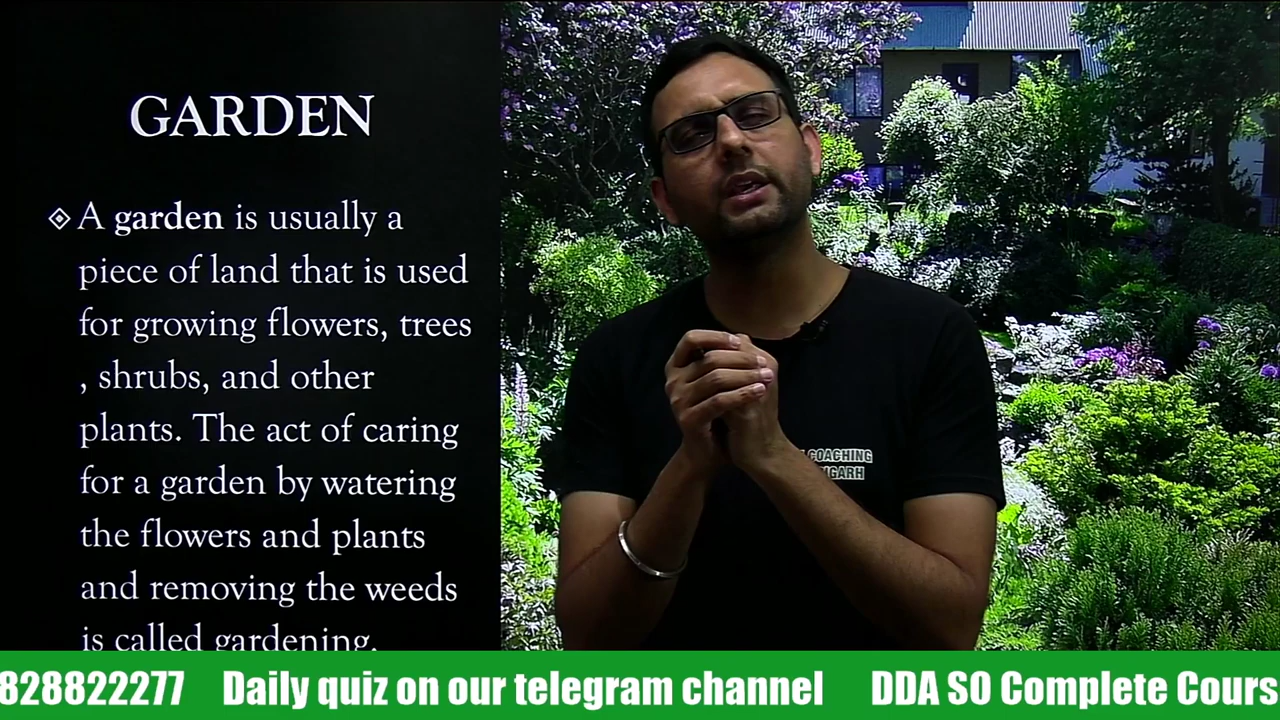 GARDEN
A garden is usually a
piece of land that is used
for growing flowers, trees
, shrubs, and other
plants. The act of caring
for a garden by watering
the flowers and plants
and removing the weeds
is called gardening.
COACHING
828822277 Daily quiz on our telegram channel DDA SO Complete Cours